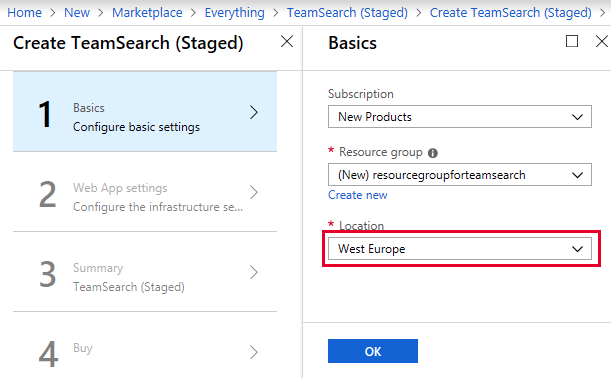 Home > New > Marketplace > Everything > TeamSearch (Staged) > Create TeamSearch (Staged) >
Create TeamSearch (Staged)
1 Basics
Configure basic settings
2 Web App settings
Configure the infrastructure se...
3 Summary
TeamSearch (Staged)
4 Buy
Basics
Subscription
New Products
* Resource group
(New) resourcegroupforteamsearch
Create new
* Location
West Europe
OK